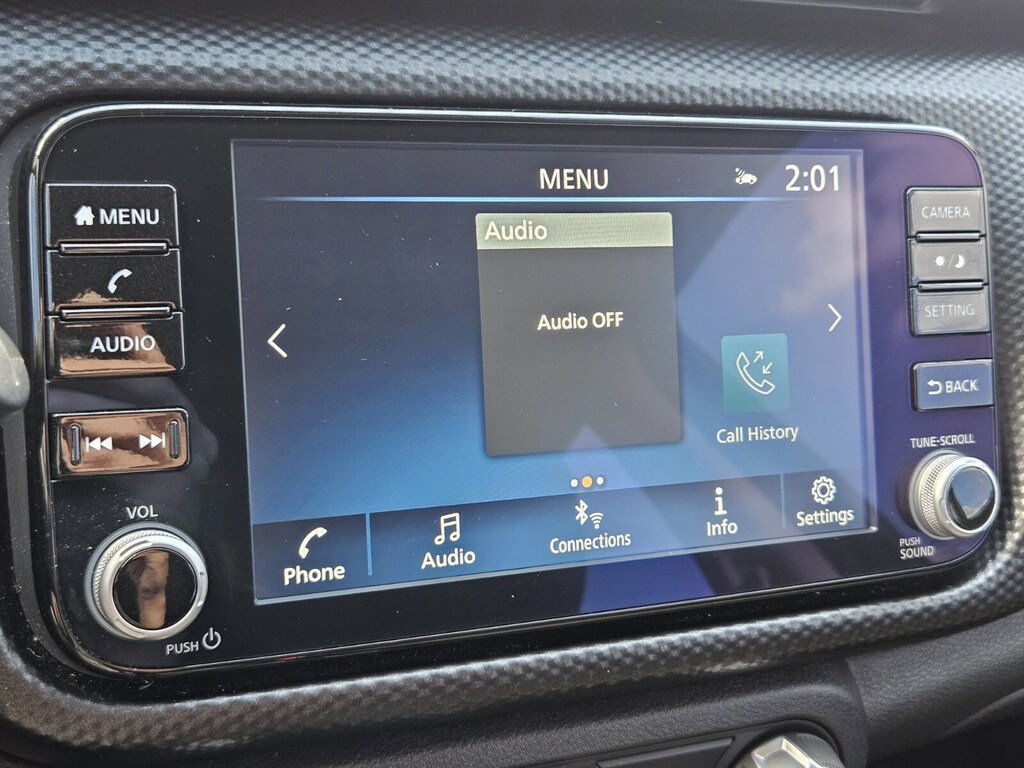 MENU
2:01
MENU
AUDIO
VOL
PUSH
Audio
Audio OFF
Call History
Phone
Audio
Connections
Info
Settings
CAMERA
SETTING
BACK
TUNE-SCROLL
PUSH
SOUND